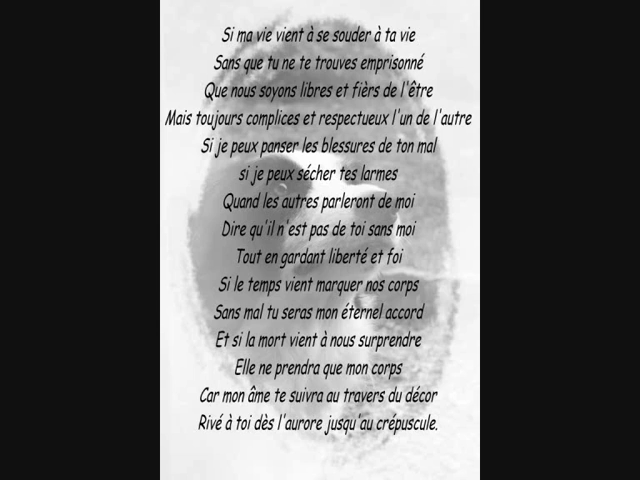 Si ma vie vient à se souder à ta vie
Sans que tu ne te trouves emprisonné
Que nous soyons libres et fièrs de l'être
Mais toujours complices et respectueux l'un de l'autre
Si je peux panser les blessures de ton mal
si je peux sécher tes larmes
Quand les autres parleront de moi
Dire qu'il n'est pas de toi sans moi
Tout en gardant liberté et foi
Si le temps vient marquer nos corps
Sans mal tu seras mon éternel accord
Et si la mort vient à nous surprendre
Elle ne prendra que mon corps
Car mon âme te suivra au travers du décor
Rivé à toi dès l'aurore jusqu'au crépuscule.